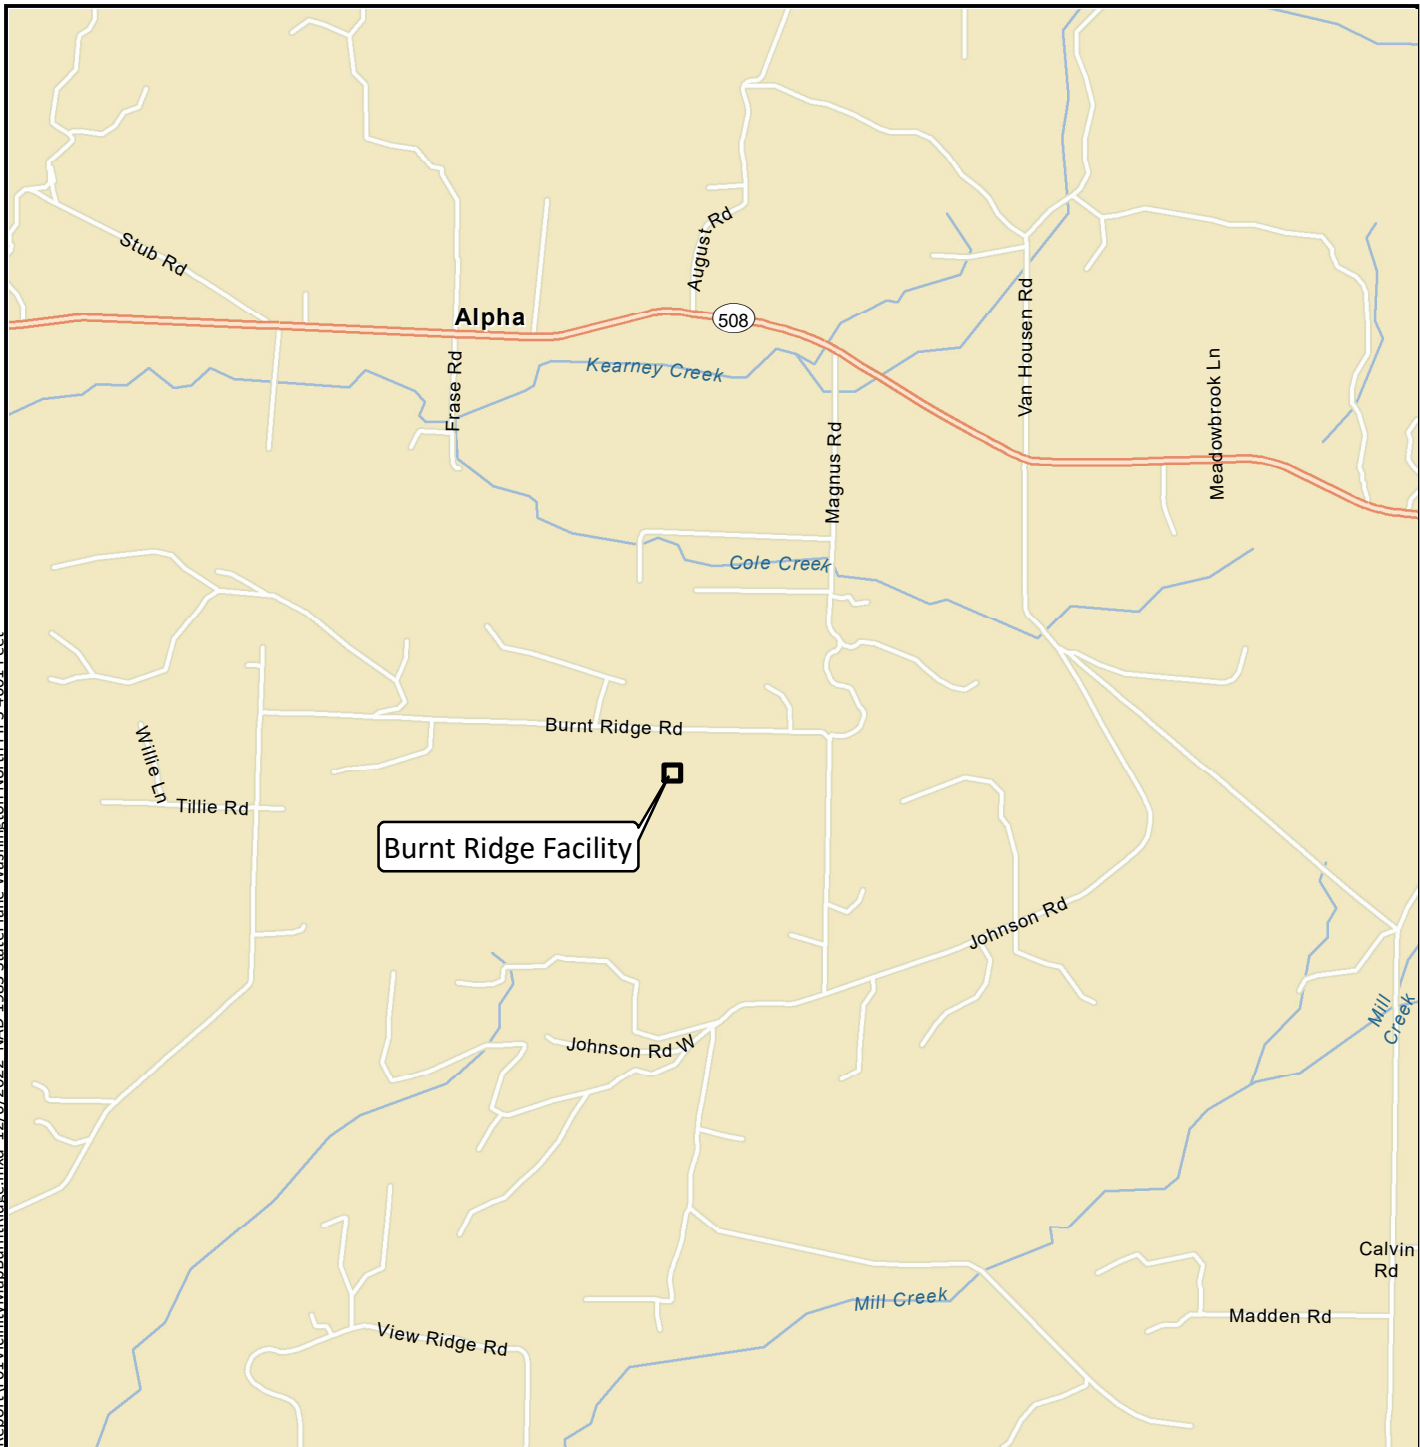 Stub Rd
August Rd
Alpha
508
Frase Rd
Kearney Creek
Van Housen Rd
Meadowbrook Ln
Magnus Rd
Cole Creek
Burnt Ridge Rd
Willie Ln
Tillie Rd
Burnt Ridge Facility
Johnson Rd
Mill
Creek
Johnson Rd W
Calvin
Rd
Mill Creek
Madden Rd
View Ridge Rd